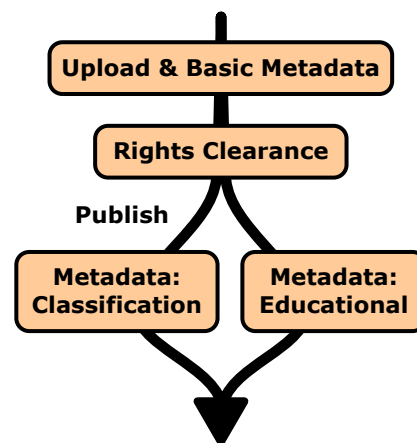 Upload & Basic Metadata
Rights Clearance
Publish
Metadata:
Classification
Metadata:
Educational